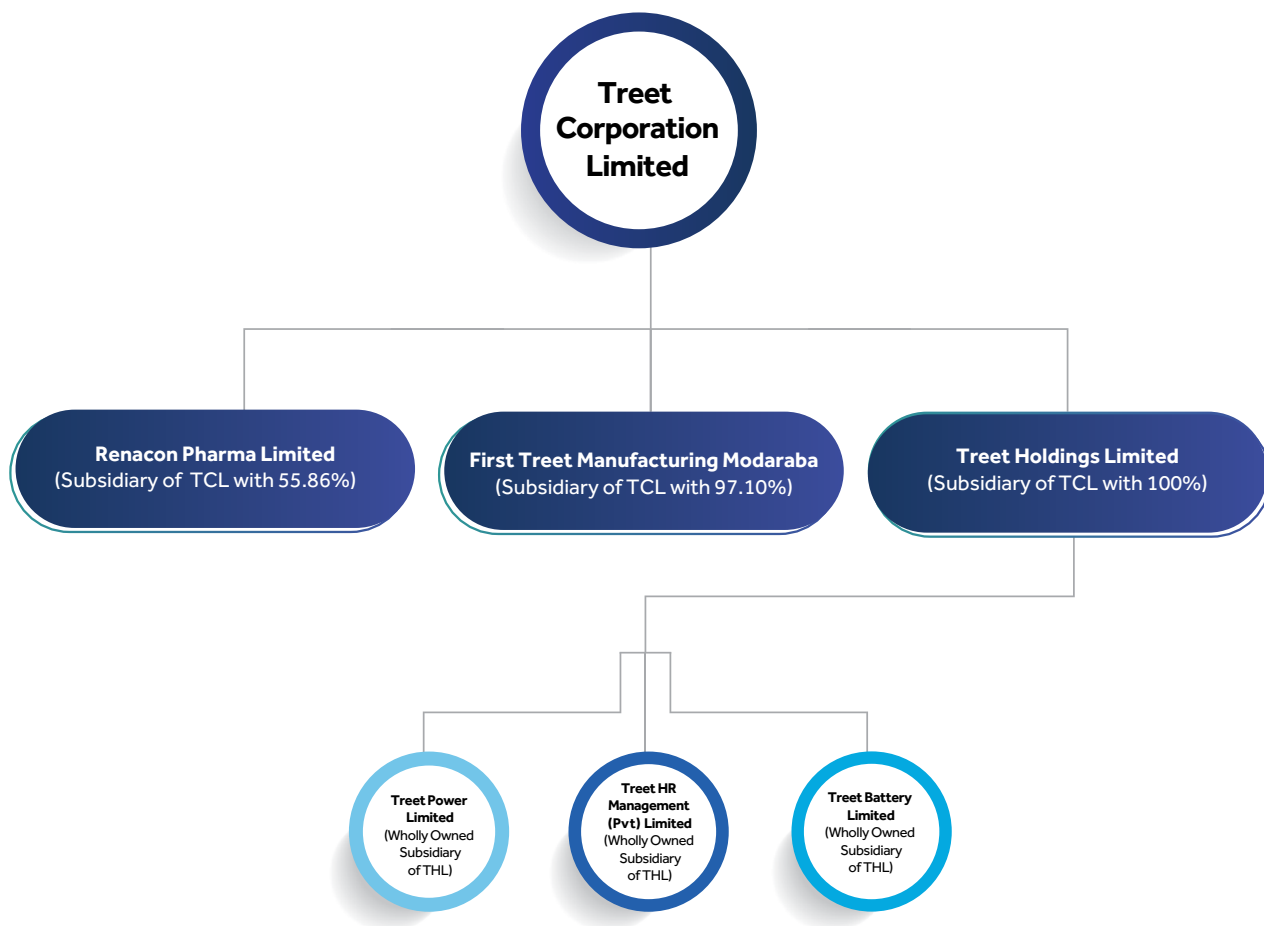 Treet
Corporation
Limited
Renacon Pharma Limited
(Subsidiary of TCL with 55.86%)
First Treet Manufacturing Modaraba
(Subsidiary of TCL with 97.10%)
Treet Holdings Limited
(Subsidiary of TCL with 100%)
Treet Power
Limited
(Wholly Owned
Subsidiary
of THL)
Treet HR
Management
(Pvt) Limited
(Wholly Owned
Subsidiary
of THL)
Treet Battery
Limited
(Wholly Owned
Subsidiary
of THL)